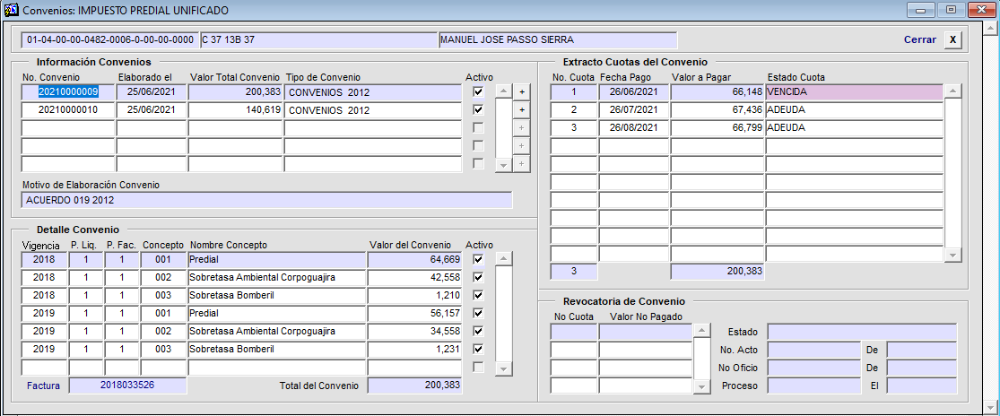 Convenios: IMPUESTO PREDIAL UNIFICADO
01-04-00-00-0482-0006-0-00-00-0000 C 37 13B 37 MANUEL JOSE PASSO SIERRA Cerrar X
Información Convenios
No. Convenio Elaborado el Valor Total Convenio Tipo de Convenio Activo
20210000009 25/06/2021 200,383 CONVENIOS 2012 +
20210000010 25/06/2021 140,619 CONVENIOS 2012 +
+
+
+
Motivo de Elaboración Convenio
ACUERDO 019 2012
Extracto Cuotas del Convenio
No. Cuota Fecha Pago Valor a Pagar Estado Cuota
1 26/06/2021 66,148 VENCIDA
2 26/07/2021 67,436 ADEUDA
3 26/08/2021 66,799 ADEUDA
3 200,383
Detalle Convenio
Vigencia P. Liq. P. Fac. Concepto Nombre Concepto Valor del Convenio Activo
2018 1 1 001 Predial 64,669
2018 1 1 002 Sobretasa Ambiental Corpoguajira 42,558
2018 1 1 003 Sobretasa Bomberil 1,210
2019 1 1 001 Predial 56,157
2019 1 1 002 Sobretasa Ambiental Corpoguajira 34,558
2019 1 1 003 Sobretasa Bomberil 1,231
Factura 2018033526 Total del Convenio 200,383
Revocatoria de Convenio
No Cuota Valor No Pagado
Estado
No. Acto De
No Oficio De
Proceso El